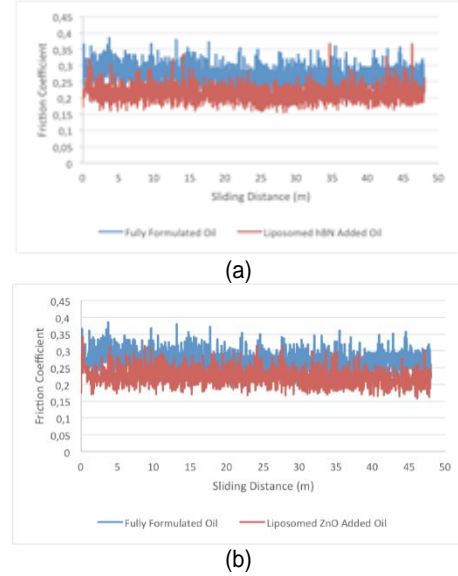 0,45
0,4
0,35
0,3
0,25
0,2
0,15
0,1
0,05
0
Friction Coefficient
0 5 10 15 20 25 30 35 40 45 50
Sliding Distance (m)
Fully Formulated Oil Liposomed hBN Added Oil
(a)
0,45
0,4
0,35
0,3
0,25
0,2
0,15
0,1
0,05
0
Friction Coefficient
0 5 10 15 20 25 30 35 40 45 50
Sliding Distance (m)
Fully Formulated Oil Liposomed ZnO Added Oil
(b)